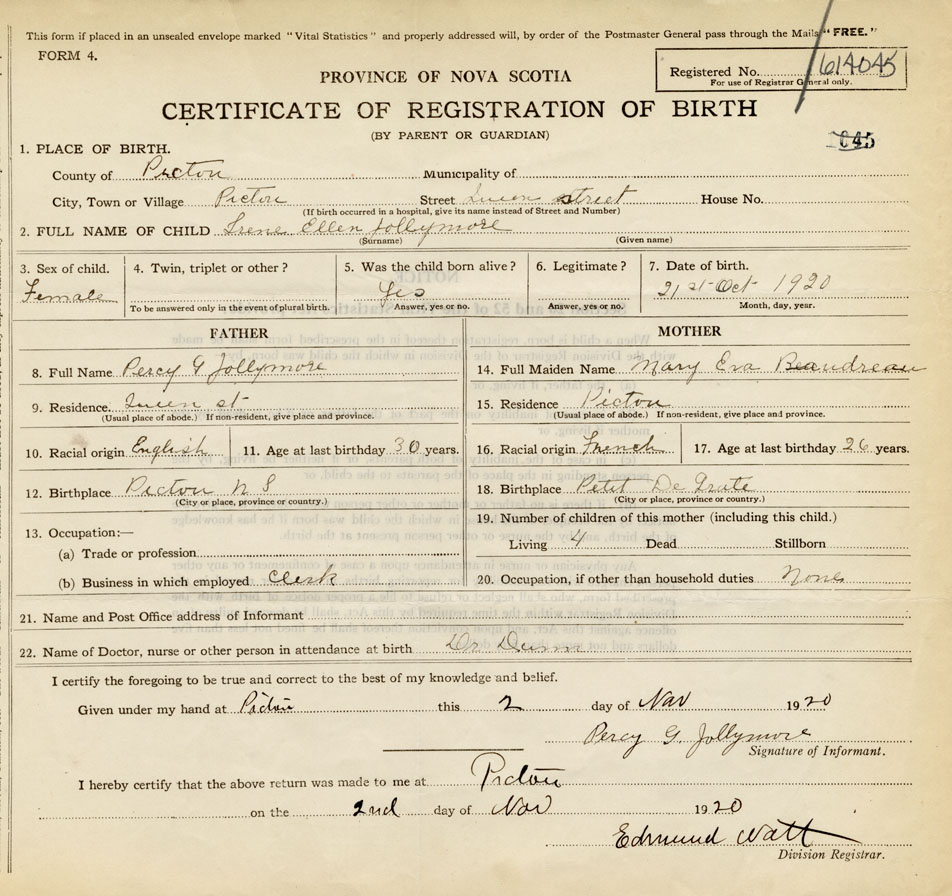 This form if placed in an unsealed envelope marked "Vital Statistics" and properly addressed will, by order of the Postmaster General pass through the Mails "FREE."
FORM 4.
Registered No. 614045
For use of Registrar General only.
PROVINCE OF NOVA SCOTIA
CERTIFICATE OF REGISTRATION OF BIRTH
(BY PARENT OR GUARDIAN)
1. PLACE OF BIRTH.
County of Picton Municipality of
City, Town or Village Picton Street Queen street House No.
(If birth occurred in a hospital, give its name instead of Street and Number)
2. FULL NAME OF CHILD Irene Ellen Jollymore
(Surname) (Given name)
3. Sex of child. 4. Twin, triplet or other? 5. Was the child born alive? 6. Legitimate? 7. Date of birth.
Female Yes 21st Oct 1920
To be answered only in the event of plural birth. Answer, yes or no. Answer, yes or no. Month, day, year.
FATHER MOTHER
8. Full Name Percy G Jollymore 14. Full Maiden Name Mary Eva Beaudreau
9. Residence. Queen st 15. Residence Picton
(Usual place of abode.) If non-resident, give place and province. (Usual place of abode.) If non-resident, give place and province.
10. Racial origin English 11. Age at last birthday 30 years. 16. Racial origin French 17. Age at last birthday 26 years.
12. Birthplace Picton N S 18. Birthplace Petit De Grate
(City or place, province or country.) (City or place, province or country.)
13. Occupation:— 19. Number of children of this mother (including this child.)
(a) Trade or profession Living 4 Dead Stillborn
(b) Business in which employed Clerk 20. Occupation, if other than household duties None
21. Name and Post Office address of Informant
22. Name of Doctor, nurse or other person in attendance at birth Dr Dunn
I certify the foregoing to be true and correct to the best of my knowledge and belief.
Given under my hand at Picton this 2 day of Nov 1920
Percy G. Jollymore
Signature of Informant.
I hereby certify that the above return was made to me at Picton
on the 2nd day of Nov 1920
Edmund Watt
Division Registrar.